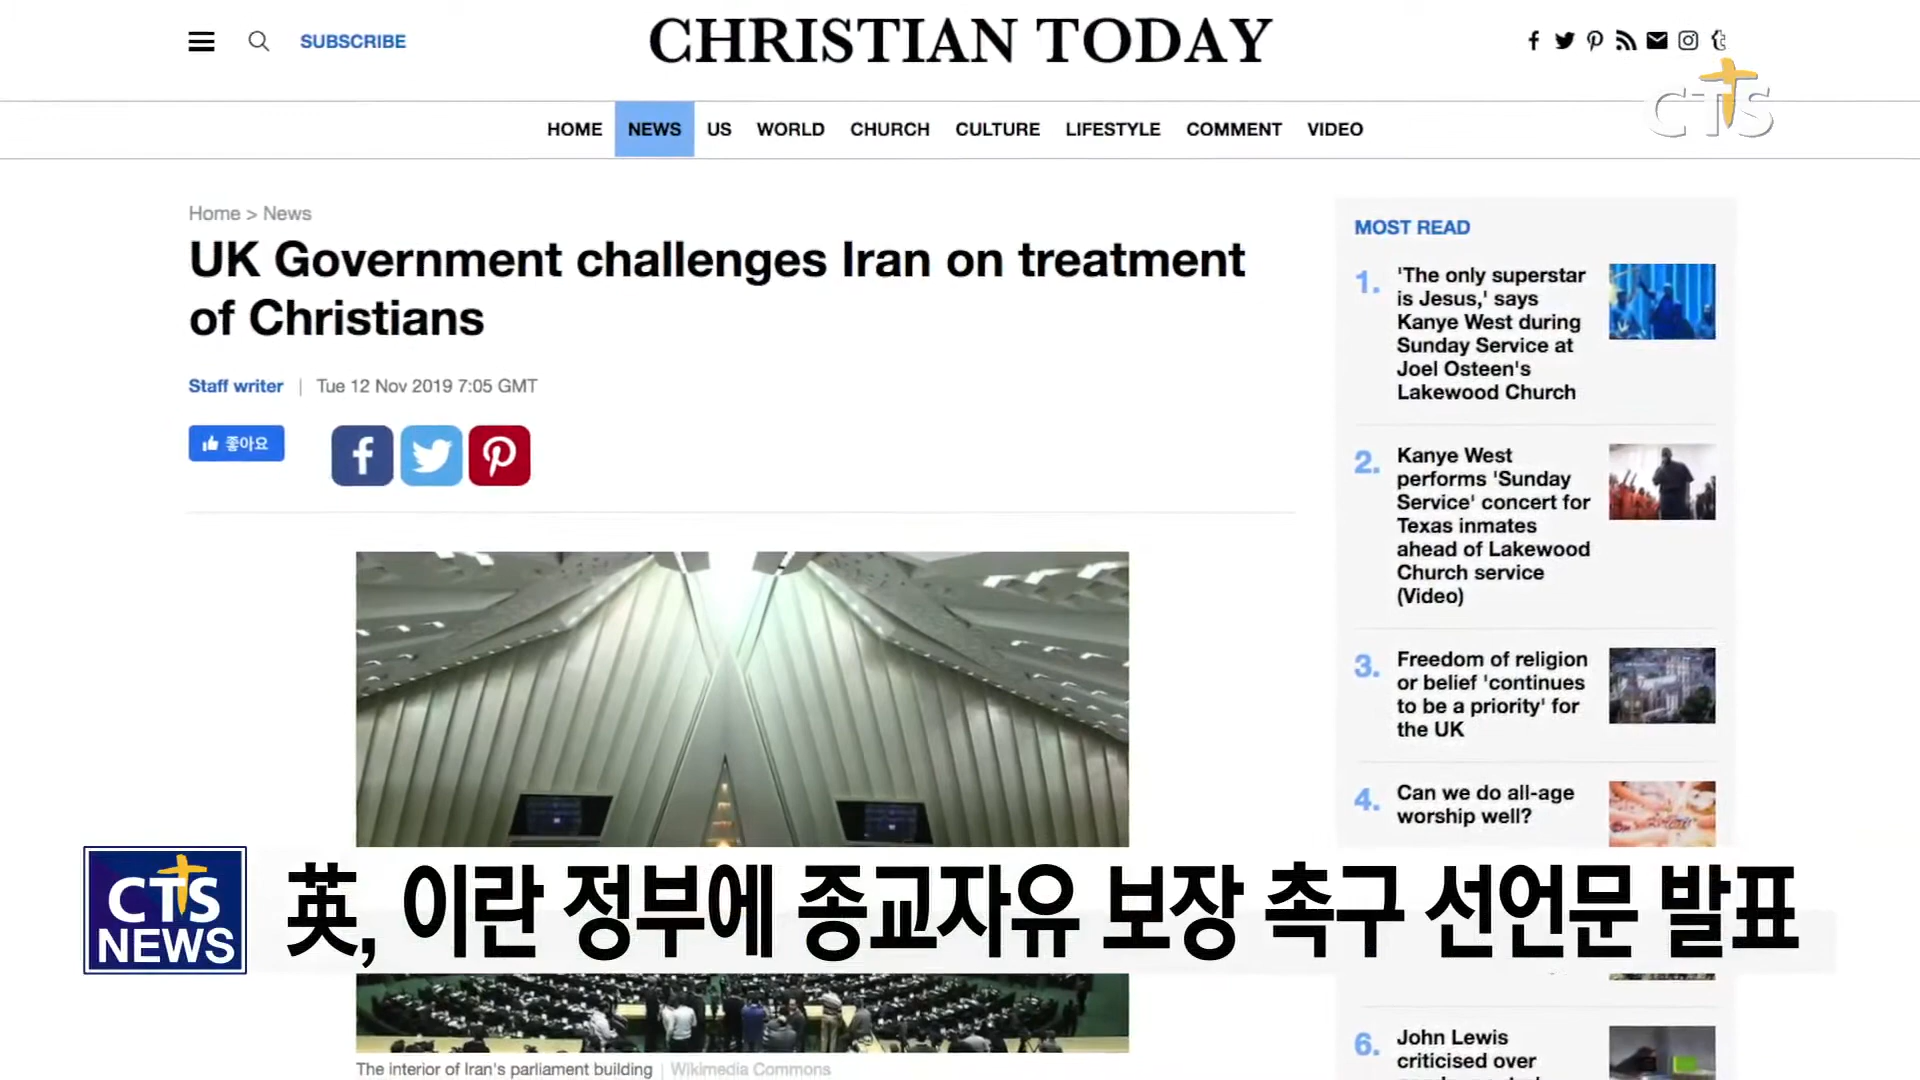 SUBSCRIBE
CHRISTIAN TODAY
CTS
HOME NEWS US WORLD CHURCH CULTURE LIFESTYLE COMMENT VIDEO
Home > News
UK Government challenges Iran on treatment
of Christians
Staff writer | Tue 12 Nov 2019 7:05 GMT
좋아요
MOST READ
1. 'The only superstar
is Jesus,' says
Kanye West during
Sunday Service at
Joel Osteen's
Lakewood Church
2. Kanye West
performs 'Sunday
Service' concert for
Texas inmates
ahead of Lakewood
Church service
(Video)
3. Freedom of religion
or belief 'continues
to be a priority' for
the UK
4. Can we do all-age
worship well?
CTS
NEWS
英, 이란 정부에 종교자유 보장 촉구 선언문 발표
6. John Lewis
criticised over
The interior of Iran's parliament building | Wikimedia Commons